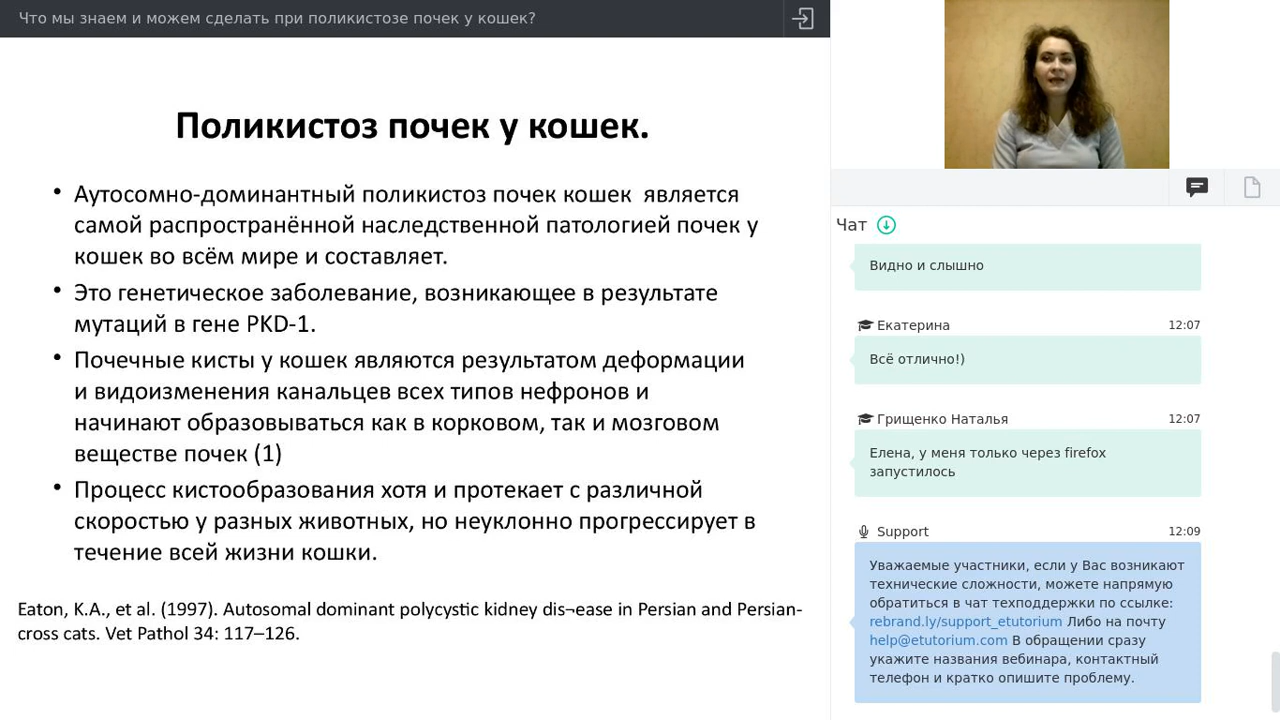 Что мы знаем и можем сделать при поликистозе почек у кошек?
Поликистоз почек у кошек.
• Аутосомно-доминантный поликистоз почек кошек является
самой распространённой наследственной патологией почек у
кошек во всём мире и составляет.
• Это генетическое заболевание, возникающее в результате
мутаций в гене PKD-1.
• Почечные кисты у кошек являются результатом деформации
и видоизменения канальцев всех типов нефронов и
начинают образовываться как в корковом, так и мозговом
веществе почек (1)
• Процесс кистообразования хотя и протекает с различной
скоростью у разных животных, но неуклонно прогрессирует в
течение всей жизни кошки.
Eaton, K.A., et al. (1997). Autosomal dominant polycystic kidney dis¬ease in Persian and Persian-
cross cats. Vet Pathol 34: 117–126.
Чат
Видно и слышно
Екатерина 12:07
Всё отлично!)
Грищенко Наталья 12:07
Елена, у меня только через firefox
запустилось
Support 12:09
Уважаемые участники, если у Вас возникают
технические сложности, можете напрямую
обратиться в чат техподдержки по ссылке:
rebrand.ly/support_etutorium Либо на почту
help@etutorium.com В обращении сразу
укажите названия вебинара, контактный
телефон и кратко опишите проблему.